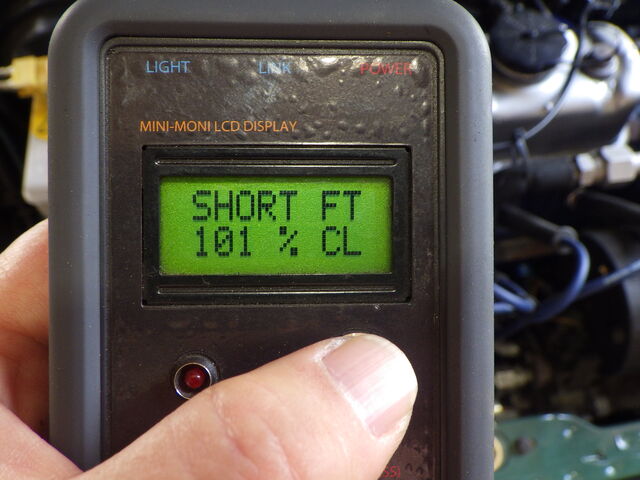 LIGHT LINK POWER
MINI-MONI LCD DISPLAY
SHORT FT
101 % CL